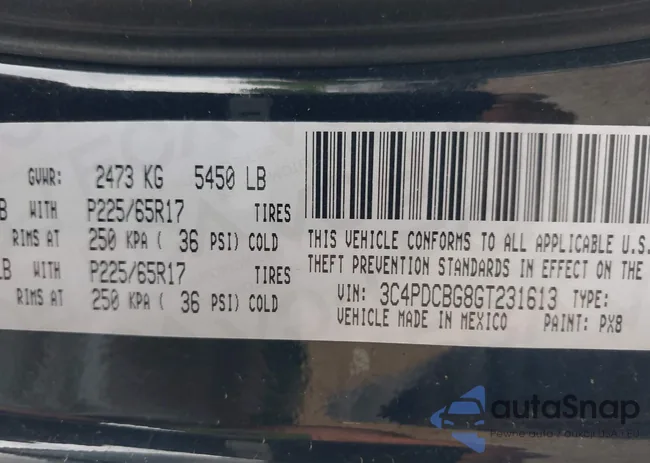 GVWR: 2473 KG 5450 LB
B WITH P225/65R17 TIRES
RIMS AT 250 KPA ( 36 PSI) COLD
LB WITH P225/65R17 TIRES
RIMS AT 250 KPA ( 36 PSI) COLD
THIS VEHICLE CONFORMS TO ALL APPLICABLE U.S.
THEFT PREVENTION STANDARDS IN EFFECT ON THE
VIN: 3C4PDCBG8GT231613 TYPE:
VEHICLE MADE IN MEXICO PAINT: PX8
autoSnap